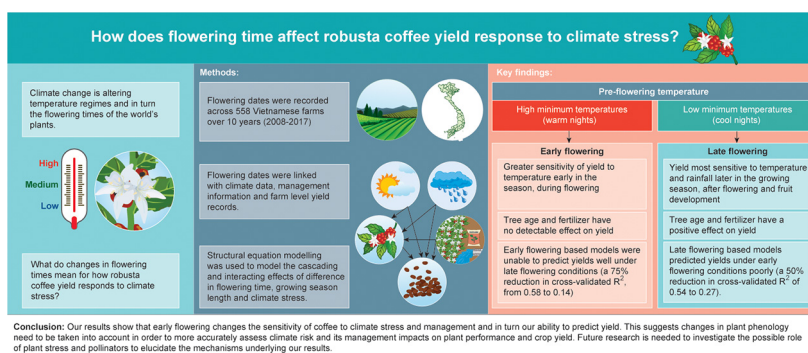 How does flowering time affect robusta coffee yield response to climate stress?
Climate change is altering
temperature regimes and in turn
the flowering times of the world's
plants.
High
Medium
Low
What do changes in flowering
times mean for how robusta
coffee yield responds to climate
stress?
Methods:
Flowering dates were recorded
across 558 Vietnamese farms
over 10 years (2008-2017)
Flowering dates were linked
with climate data, management
information and farm level yield
records.
Structural equation modelling
was used to model the cascading
and interacting effects of difference
in flowering time, growing season
length and climate stress.
Key findings:
Pre-flowering temperature
High minimum temperatures
(warm nights)
Early flowering
Greater sensitivity of yield to
temperature early in the
season, during flowering
Tree age and fertilizer have
no detectable effect on yield
Early flowering based models were
unable to predict yields well under
late flowering conditions (a 75%
reduction in cross-validated R²,
from 0.58 to 0.14)
Low minimum temperatures
(cool nights)
Late flowering
Yield most sensitive to temperature
and rainfall later in the growing
season, after flowering and fruit
development
Tree age and fertilizer have a
positive effect on yield
Late flowering based models
predicted yields under early
flowering conditions poorly (a 50%
reduction in cross-validated R² of
0.54 to 0.27).
Conclusion: Our results show that early flowering changes the sensitivity of coffee to climate stress and management and in turn our ability to predict yield. This suggests changes in plant phenology
need to be taken into account in order to more accurately assess climate risk and its management impacts on plant performance and crop yield. Future research is needed to investigate the possible role
of plant stress and pollinators to elucidate the mechanisms underlying our results.